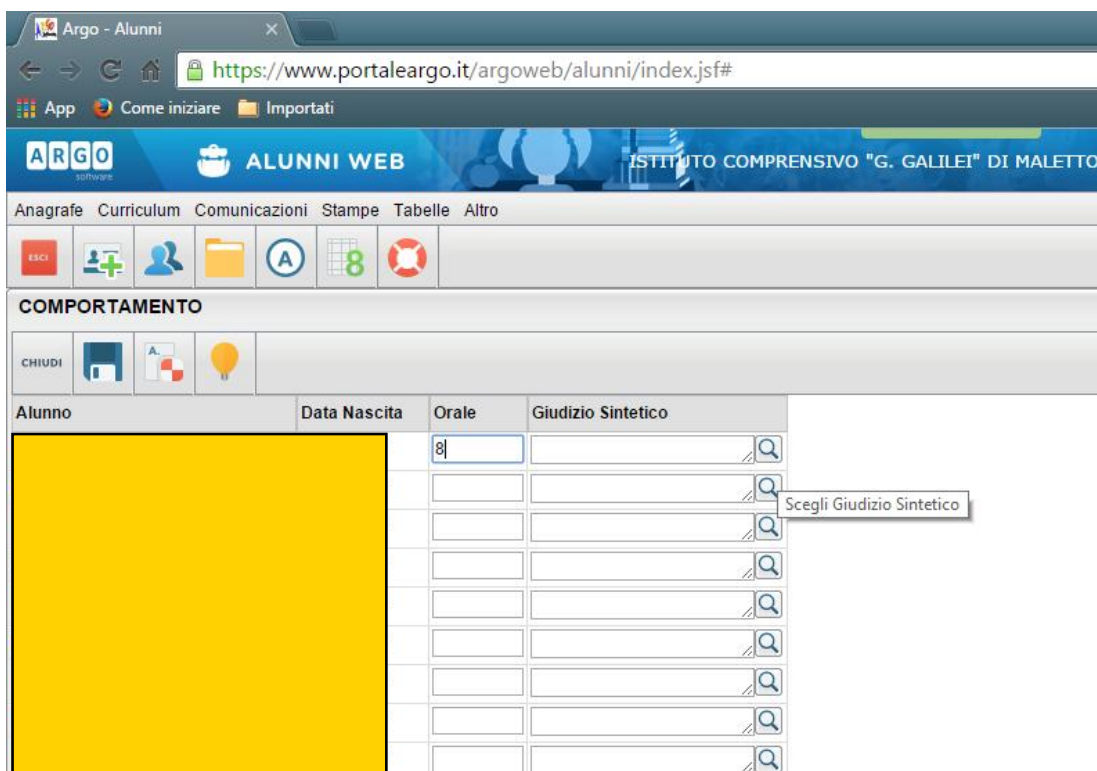 Argo - Alunni
https://www.portaleargo.it/argoweb/alunni/index.jsf#
App Come iniziare Importati
ARGO software ALUNNI WEB ISTITUTO COMPRENSIVO "G. GALILEI" DI MALETTO
Anagrafe Curriculum Comunicazioni Stampe Tabelle Altro
ESCI A 8
COMPORTAMENTO
CHIUDI A.
Alunno Data Nascita Orale Giudizio Sintetico
8
Scegli Giudizio Sintetico